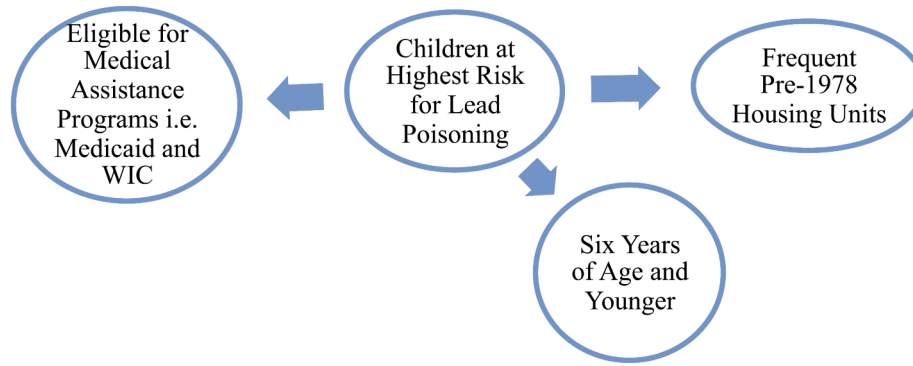 Eligible for
Medical
Assistance
Programs i.e.
Medicaid and
WIC
Children at
Highest Risk
for Lead
Poisoning
Frequent
Pre-1978
Housing Units
Six Years
of Age and
Younger